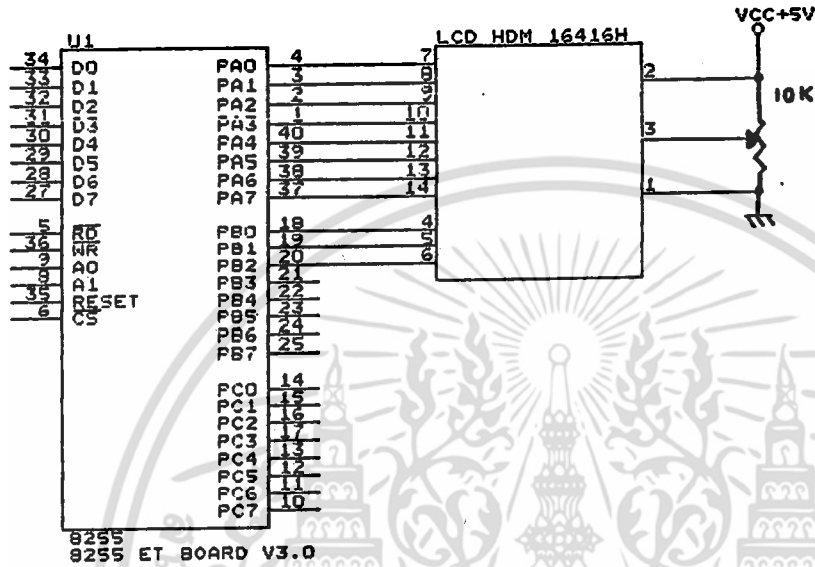 VCC+5V
U1
LCD HDM 16416H
34 D0 PA0 4 7
33 D1 PA1 3 8 2
32 D2 PA2 2 9 10K
31 D3 PA3 1 10
30 D4 PA4 40 11 3
29 D5 PA5 39 12
28 D6 PA6 38 13
27 D7 PA7 37 14 1
5 RD PB0 18 4
36 WR PB1 19 5
9 A0 PB2 20 6
8 A1 PB3 21
35 RESET PB4 22
6 CS PB5 23
PB6 24
PB7 25
PC0 14
PC1 15
PC2 16
PC3 17
PC4 13
PC5 12
PC6 11
PC7 10
8255
8255 ET BOARD V3.0